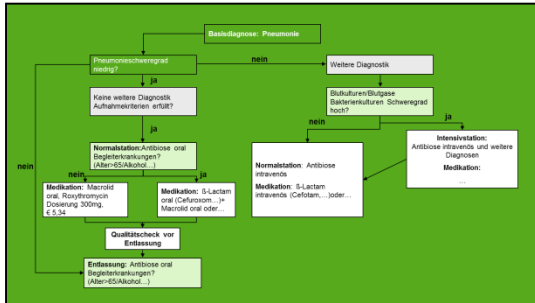 Basisdiagnose: Pneumonie
Pneumonieschweregrad
niedrig?
nein
Weitere Diagnostik
ja
Keine weitere Diagnostik
Aufnahmekriterien erfüllt?
Blutkulturen/Blutgase
Bakterienkulturen Schweregrad
hoch?
nein
ja
ja
Normalstation:Antibiose oral
Begleiterkrankungen?
(Alter>65/Alkohol…)
Intensivstation:
Antibiose intravenös und weitere
Diagnosen
Medikation:
…
nein
nein
ja
Normalstation: Antibiose
intravenös
Medikation: ß-Lactam
intravenös (Cefotam,…)oder…
Medikation: Macrolid
oral, Roxythromycin
Dosierung 300mg,
€ 5,34
Medikation: ß-Lactam
oral (Cefuroxom…)+
Macrolid oral oder…
Qualitätscheck vor
Entlassung
Entlassung: Antibiose oral
Begleiterkrankungen?
(Alter>65/Alkohol…)